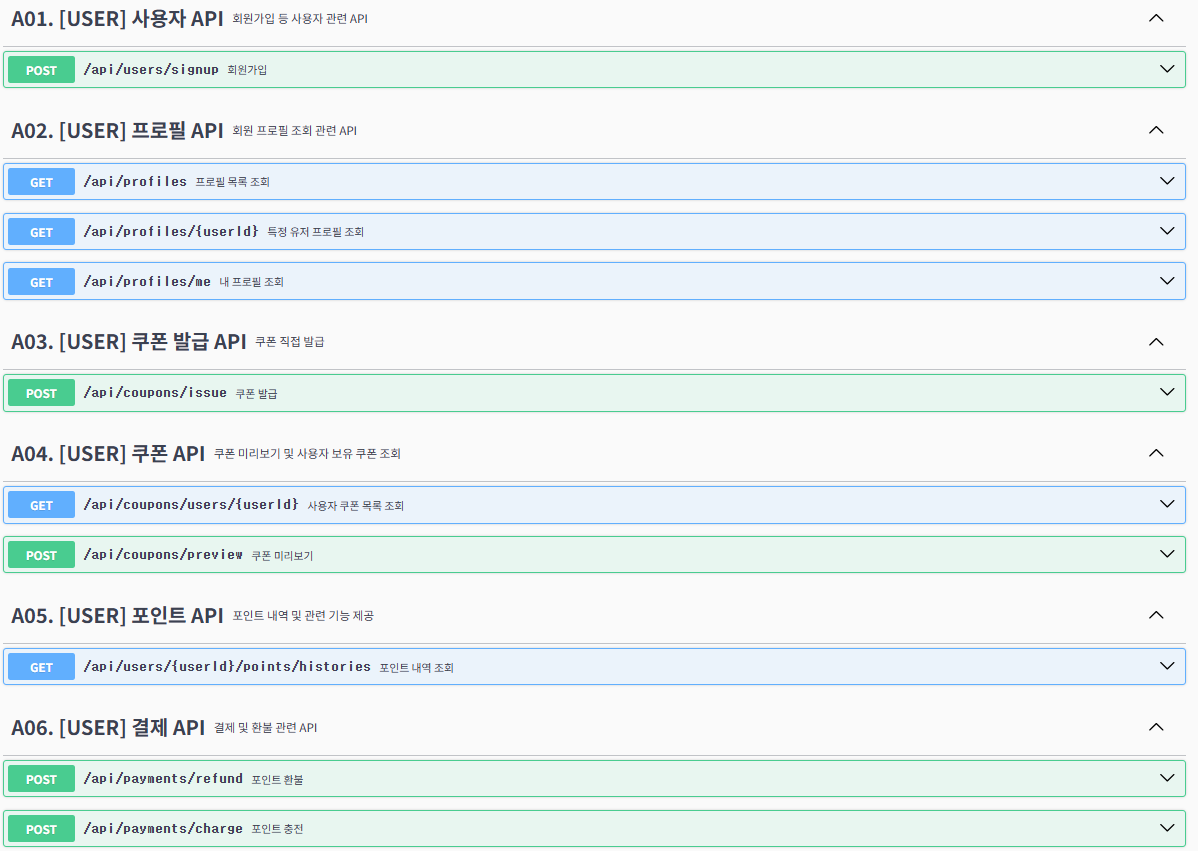 A01. [USER] 사용자 API 회원가입 등 사용자 관련 API
POST /api/users/signup 회원가입
A02. [USER] 프로필 API 회원 프로필 조회 관련 API
GET /api/profiles 프로필 목록 조회
GET /api/profiles/{userId} 특정 유저 프로필 조회
GET /api/profiles/me 내 프로필 조회
A03. [USER] 쿠폰 발급 API 쿠폰 직접 발급
POST /api/coupons/issue 쿠폰 발급
A04. [USER] 쿠폰 API 쿠폰 미리보기 및 사용자 보유 쿠폰 조회
GET /api/coupons/users/{userId} 사용자 쿠폰 목록 조회
POST /api/coupons/preview 쿠폰 미리보기
A05. [USER] 포인트 API 포인트 내역 및 관련 기능 제공
GET /api/users/{userId}/points/histories 포인트 내역 조회
A06. [USER] 결제 API 결제 및 환불 관련 API
POST /api/payments/refund 포인트 환불
POST /api/payments/charge 포인트 충전